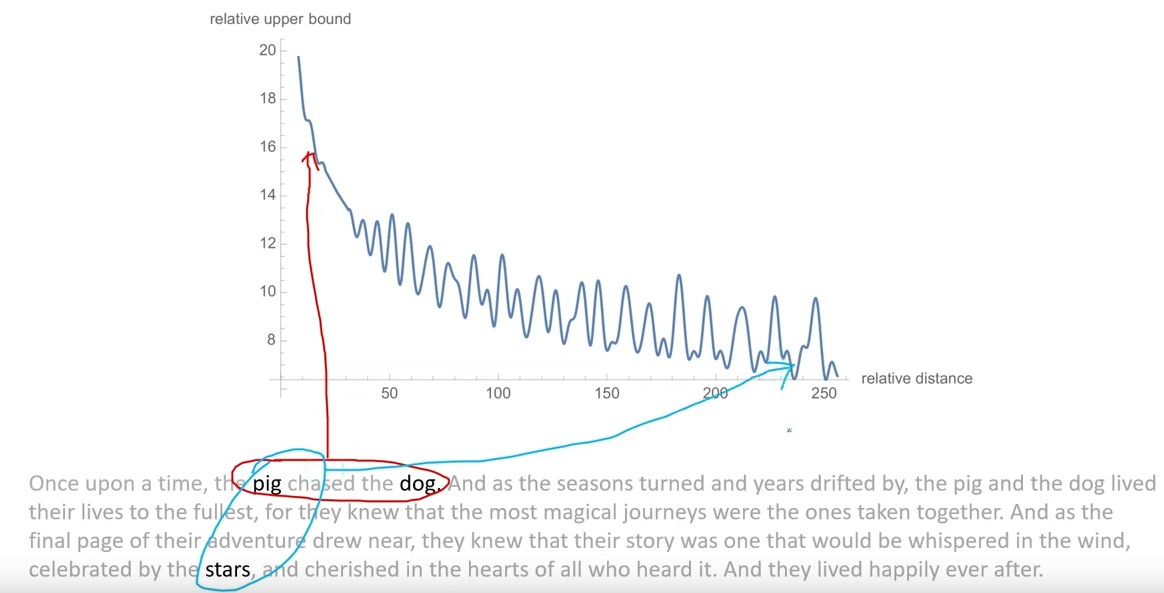 relative upper bound
20
18
16
14
12
10
8
50
100
150
200
250
relative distance
Once upon a time, the pig chased the dog. And as the seasons turned and years drifted by, the pig and the dog lived
their lives to the fullest, for they knew that the most magical journeys were the ones taken together. And as the
final page of their adventure drew near, they knew that their story was one that would be whispered in the wind,
celebrated by the stars, and cherished in the hearts of all who heard it. And they lived happily ever after.